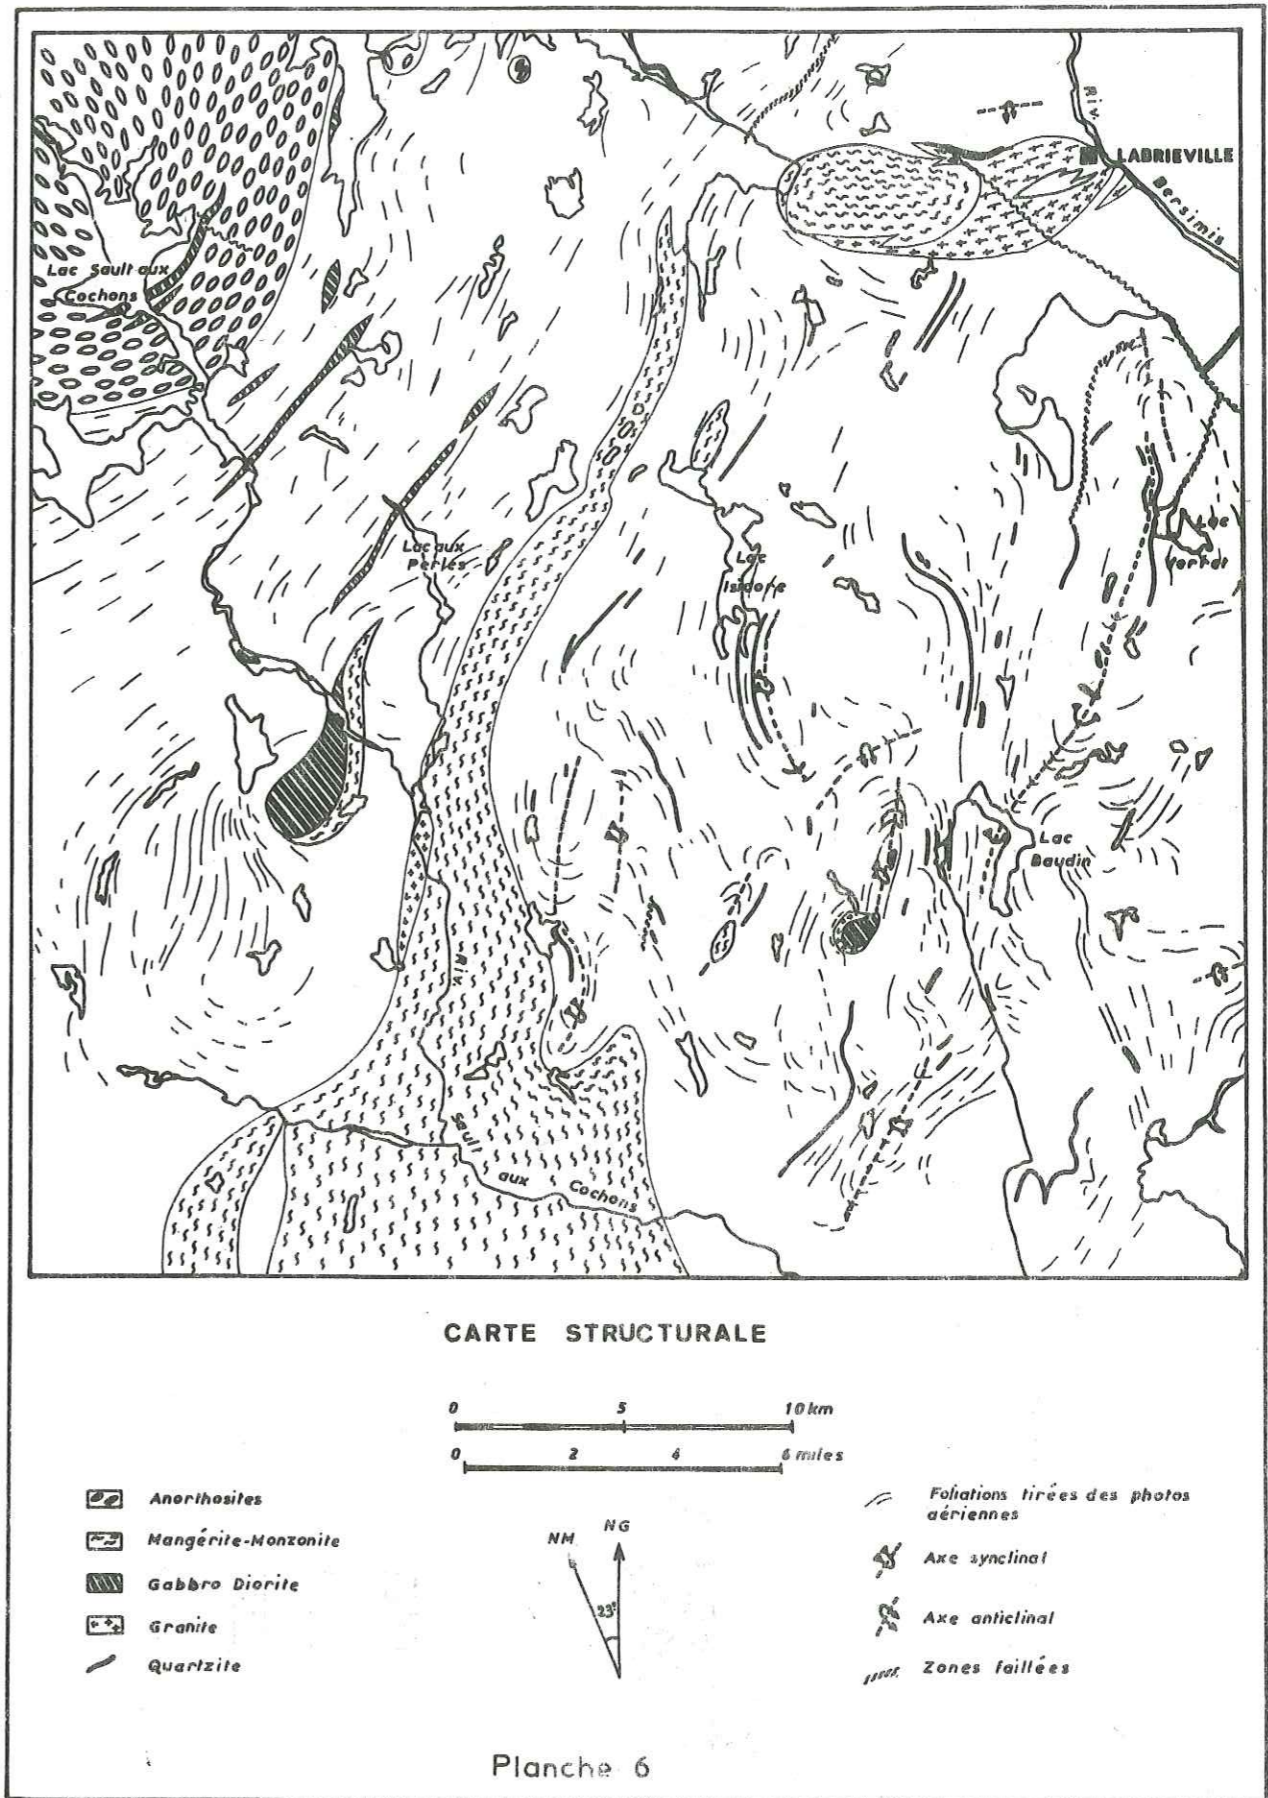 Riv.
LABRIEVILLE
Bersimis
Lac Sault aux
Cochons
Lac aux
Perles
Lac
Isidore
Lac
Lac
Baudin
Riv.
Sault
aux
Cochons
CARTE STRUCTURALE
0 5 10 km
0 2 4 6 miles
Anorthosites
Mangérite-Monzonite
Gabbro Diorite
Granite
Quartzite
NM
NG
23°
Foliations tirées des photos
aériennes
Axe synclinal
Axe anticlinal
Zones faillées
Planche 6